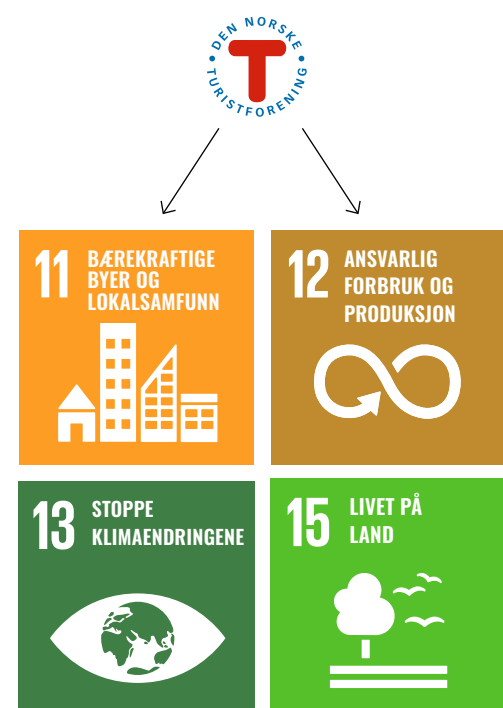 DEN NORSKE
T
TURISTFORENING
11
BÆREKRAFTIGE
BYER OG
LOKALSAMFUNN
12
ANSVARLIG
FORBRUK OG
PRODUKSJON
13
STOPPE
KLIMAENDRINGENE
15
LIVET PÅ
LAND